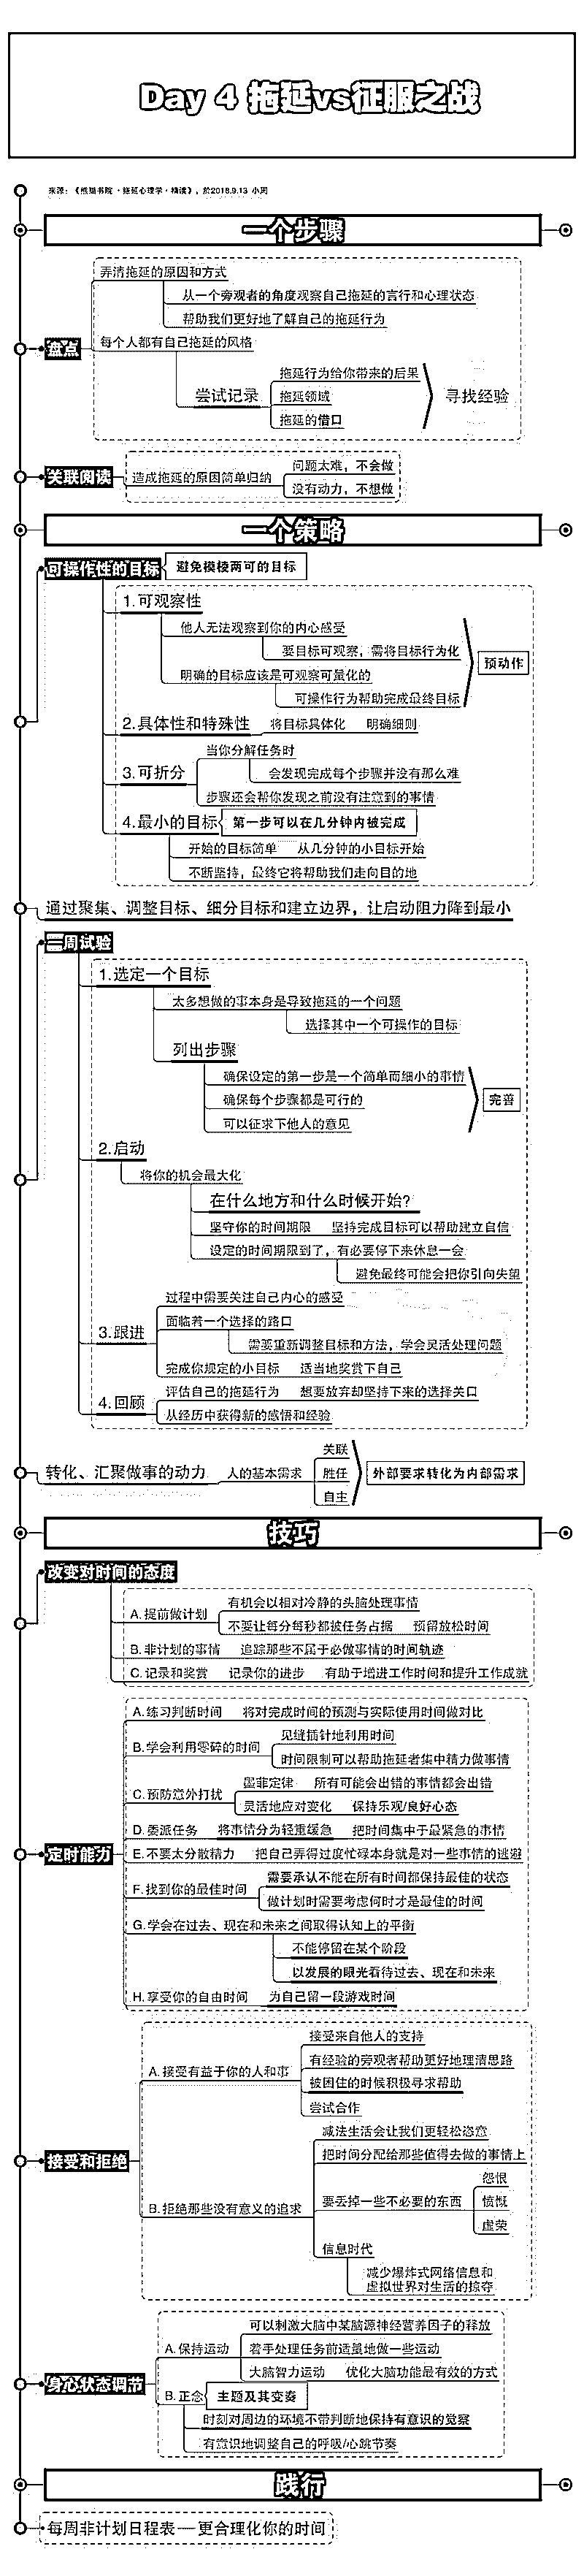 Day 4 拖延vs征服之战
来源：《熊猫书院·拖延心理学·精读》，於2018.9.13 小周
一个步骤
盘点
弄清拖延的原因和方式
从一个旁观者的角度观察自己拖延的言行和心理状态
帮助我们更好地了解自己的拖延行为
每个人都有自己拖延的风格
尝试记录
拖延行为给你带来的后果
拖延领域
拖延的借口
寻找经验
关联阅读
造成拖延的原因简单归纳
问题太难，不会做
没有动力，不想做
一个策略
可操作性的目标
避免模棱两可的目标
1.可观察性
他人无法观察到你的内心感受
要目标可观察，需将目标行为化
明确的目标应该是可观察可量化的
可操作行为帮助完成最终目标
预动作
2.具体性和特殊性 将目标具体化 明确细则
3.可折分
当你分解任务时
会发现完成每个步骤并没有那么难
步骤还会帮你发现之前没有注意到的事情
4.最小的目标
第一步可以在几分钟内被完成
开始的目标简单 从几分钟的小目标开始
不断坚持，最终它将帮助我们走向目的地
通过聚集、调整目标、细分目标和建立边界，让启动阻力降到最小
一周试验
1.选定一个目标
太多想做的事本身是导致拖延的一个问题
选择其中一个可操作的目标
列出步骤
确保设定的第一步是一个简单而细小的事情
确保每个步骤都是可行的
可以征求下他人的意见
完善
2.启动
将你的机会最大化
在什么地方和什么时候开始？
坚守你的时间期限 坚持完成目标可以帮助建立自信
设定的时间期限到了，有必要停下来休息一会
避免最终可能会把你引向失望
3.跟进
过程中需要关注自己内心的感受
面临着一个选择的路口
需要重新调整目标和方法，学会灵活处理问题
完成你规定的小目标 适当地奖赏下自己
4.回顾
评估自己的拖延行为 想要放弃却坚持下来的选择关口
从经历中获得新的感悟和经验
转化、汇聚做事的动力
人的基本需求
关联
胜任
自主
外部要求转化为内部需求
技巧
改变对时间的态度
A.提前做计划
有机会以相对冷静的头脑处理事情
不要让每分每秒都被任务占据 预留放松时间
B.非计划的事情 追踪那些不属于必做事情的时间轨迹
C.记录和奖赏 记录你的进步 有助于增进工作时间和提升工作成就
定时能力
A.练习判断时间 将对完成时间的预测与实际使用时间做对比
B.学会利用零碎的时间
见缝插针地利用时间
时间限制可以帮助拖延者集中精力做事情
C.预防意外打扰
墨菲定律 所有可能会出错的事情都会出错
灵活地应对变化 保持乐观/良好心态
D.委派任务 将事情分为轻重缓急 把时间集中于最紧急的事情
E.不要太分散精力 把自己弄得过度忙碌本身就是对一些事情的逃避
F.找到你的最佳时间
需要承认不能在所有时间都保持最佳的状态
做计划时需要考虑何时才是最佳的时间
G.学会在过去、现在和未来之间取得认知上的平衡
不能停留在某个阶段
以发展的眼光看待过去、现在和未来
H.享受你的自由时间 为自己留一段游戏时间
接受和拒绝
A.接受有益于你的人和事
接受来自他人的支持
有经验的旁观者帮助更好地理清思路
被困住的时候积极寻求帮助
尝试合作
B.拒绝那些没有意义的追求
减法生活会让我们更轻松恣意
把时间分配给那些值得去做的事情上
要丢掉一些不必要的东西
怨恨
愤慨
虚荣
信息时代
减少爆炸式网络信息和
虚拟世界对生活的掠夺
身心状态调节
A.保持运动
可以刺激大脑中某脑源神经营养因子的释放
着手处理任务前适量地做一些运动
大脑智力运动 优化大脑功能最有效的方式
B.正念
主题及其变奏
时刻对周边的环境不带判断地保持有意识的觉察
有意识地调整自己的呼吸/心跳节奏
践行
每周非计划日程表—更合理化你的时间